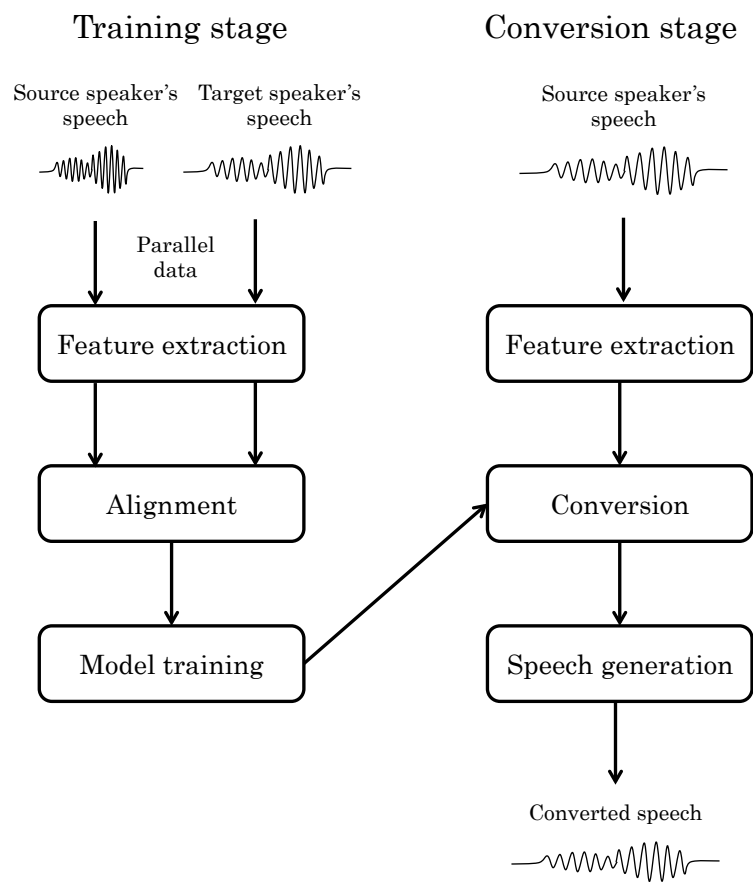 Training stage
Source speaker's
speech
Target speaker's
speech
Parallel
data
Feature extraction
Alignment
Model training
Conversion stage
Source speaker's
speech
Feature extraction
Conversion
Speech generation
Converted speech